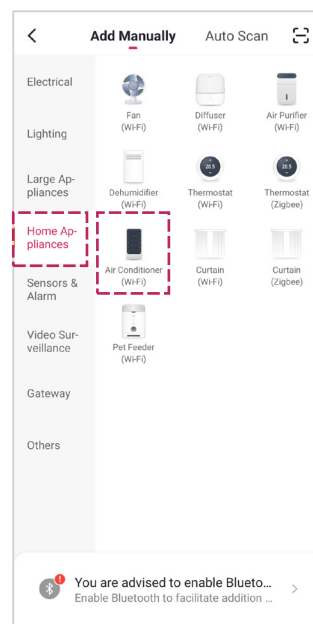 Add Manually
Auto Scan
Electrical
Lighting
Large Ap-
pliances
Home Ap-
pliances
Sensors &
Alarm
Video Sur-
veillance
Gateway
Others
Fan
(Wi-Fi)
Diffuser
(Wi-Fi)
Air Purifier
(Wi-Fi)
Dehumidifier
(Wi-Fi)
Thermostat
(Wi-Fi)
Thermostat
(Zigbee)
Air Conditioner
(Wi-Fi)
Curtain
(Wi-Fi)
Curtain
(Zigbee)
Pet Feeder
(Wi-Fi)
You are advised to enable Blueto...
Enable Bluetooth to facilitate addition ...